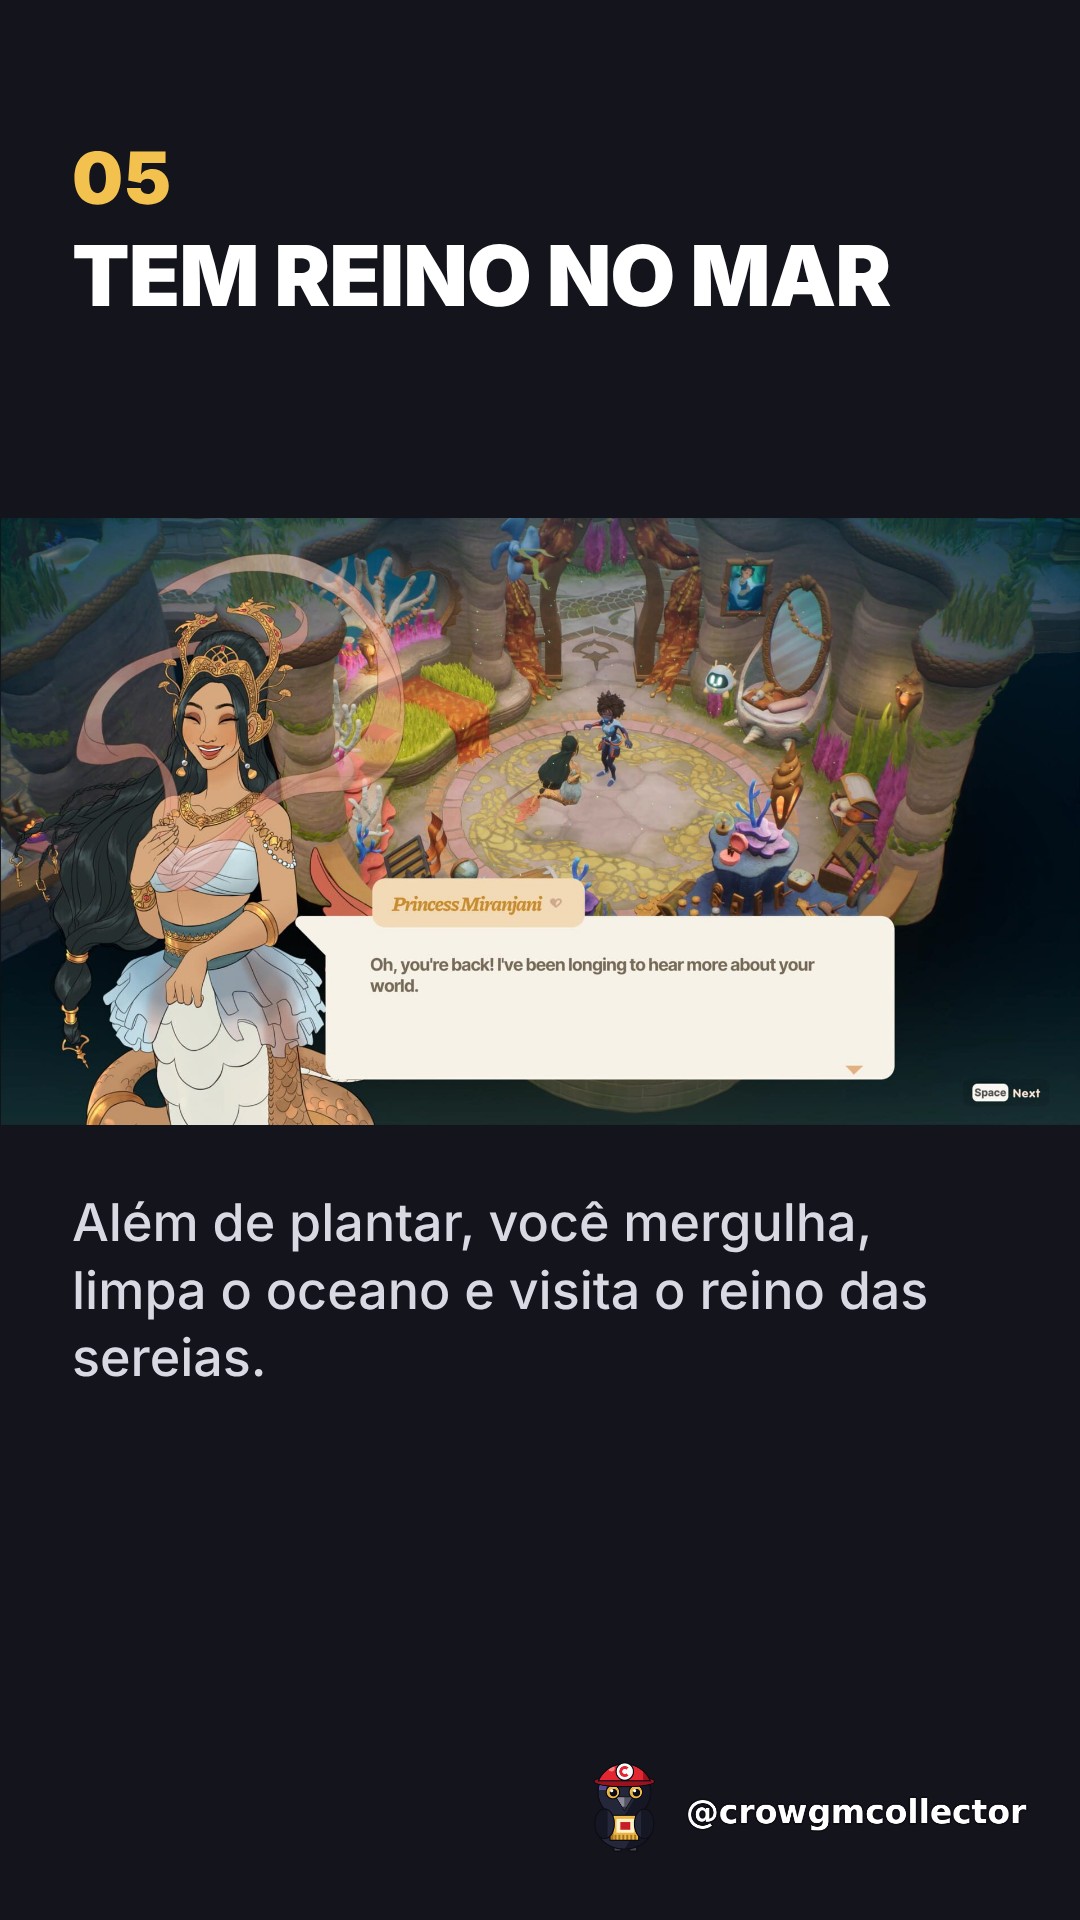 05
TEM REINO NO MAR
Princess Miranjani
Oh, you're back! I've been longing to hear more about your
world.
Space Next
Além de plantar, você mergulha,
limpa o oceano e visita o reino das
sereias.
C
@crowgmcollector